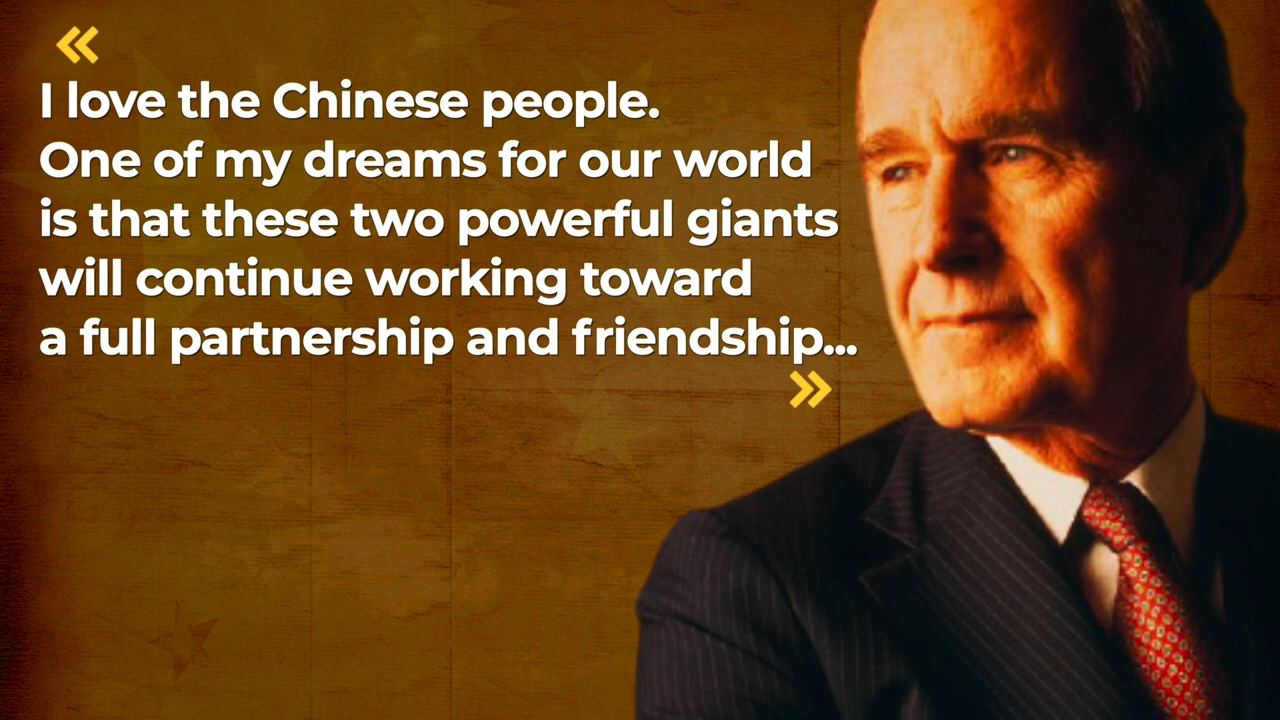 «
I love the Chinese people.
One of my dreams for our world
is that these two powerful giants
will continue working toward
a full partnership and friendship...
»